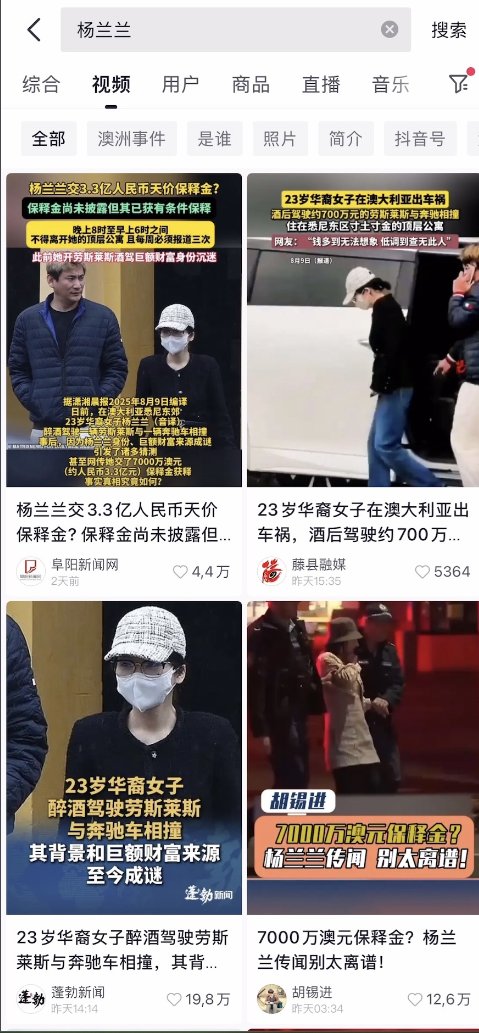 杨兰兰
搜索
综合
视频
用户
商品
直播
音乐
全部
澳洲事件
是谁
照片
简介
抖音号
杨兰兰交3.3亿人民币天价保释金?
保释金尚未披露但其已获有条件保释
晚上8时至早上6时之间
不得离开她的顶层公寓 且每周必须报道三次
此前她开劳斯莱斯酒驾巨额财富身份沉迷
据潇湘晨报2025年8月9日编译
日前，在澳大利亚悉尼东郊
23岁华裔女子杨兰兰（音译）
醉酒驾驶一辆劳斯莱斯与一辆奔驰车相撞
事后，因为杨兰兰身份、巨额财富来源成谜
引发了诸多猜测
甚至网传她交了7000万澳元
（约人民币3.3亿元）保释金获释
事实真相究竟如何?
杨兰兰交3.3亿人民币天价
保释金? 保释金尚未披露但...
阜阳新闻网
2天前
4,4万
23岁华裔女子在澳大利亚出车祸
酒后驾驶约700万元的劳斯莱斯与奔驰相撞
住在悉尼东区寸土寸金的顶层公寓
网友：“钱多到无法想象 低调到查无此人”
8月9日（报道）
23岁华裔女子在澳大利亚出
车祸，酒后驾驶约700万...
藤县融媒
昨天15:35
5364
23岁华裔女子
醉酒驾驶劳斯莱斯
与奔驰车相撞
其背景和巨额财富来源
至今成谜
蓬勃新闻
23岁华裔女子醉酒驾驶劳斯
莱斯与奔驰车相撞，其背...
蓬勃新闻
昨天14:14
19,8万
胡锡进
7000万澳元保释金?
杨兰兰传闻 别太离谱!
7000万澳元保释金？杨兰
兰传闻别太离谱！
胡锡进
昨天03:34
12,6万